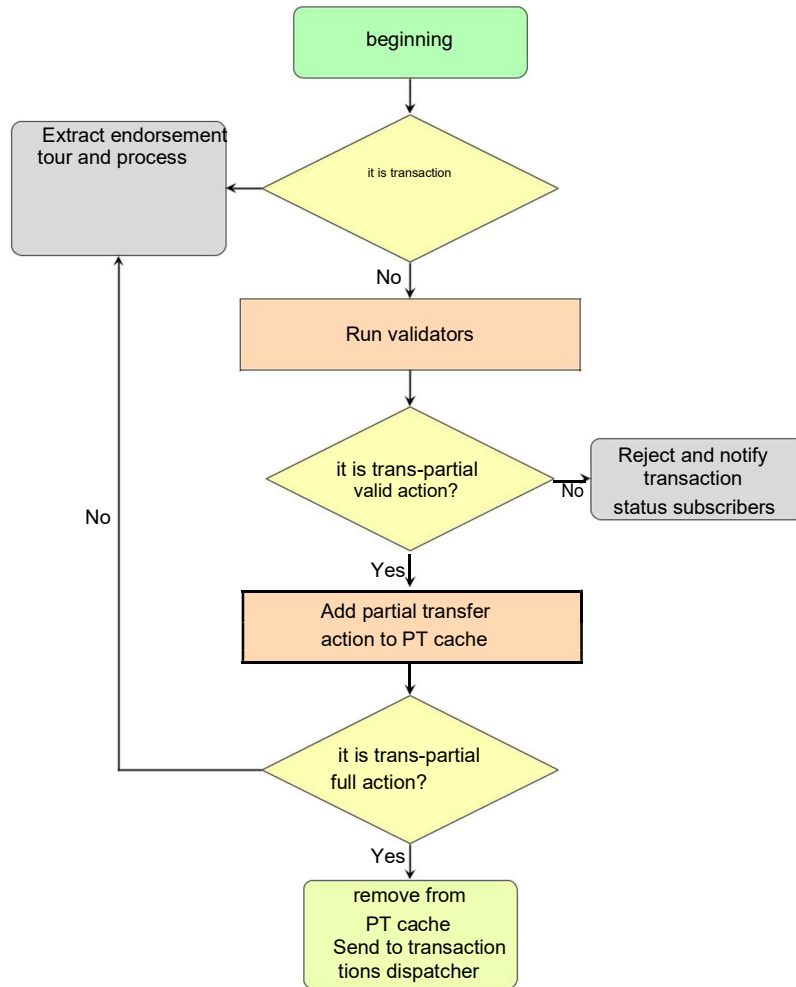 beginning
Extract endorsement
tour and process
it is transaction
No
Run validators
it is trans-partial
valid action?
No
Reject and notify
transaction
status subscribers
No
Yes
Add partial transfer
action to PT cache
it is trans-partial
full action?
Yes
remove from
PT cache
Send to transaction
tions dispatcher